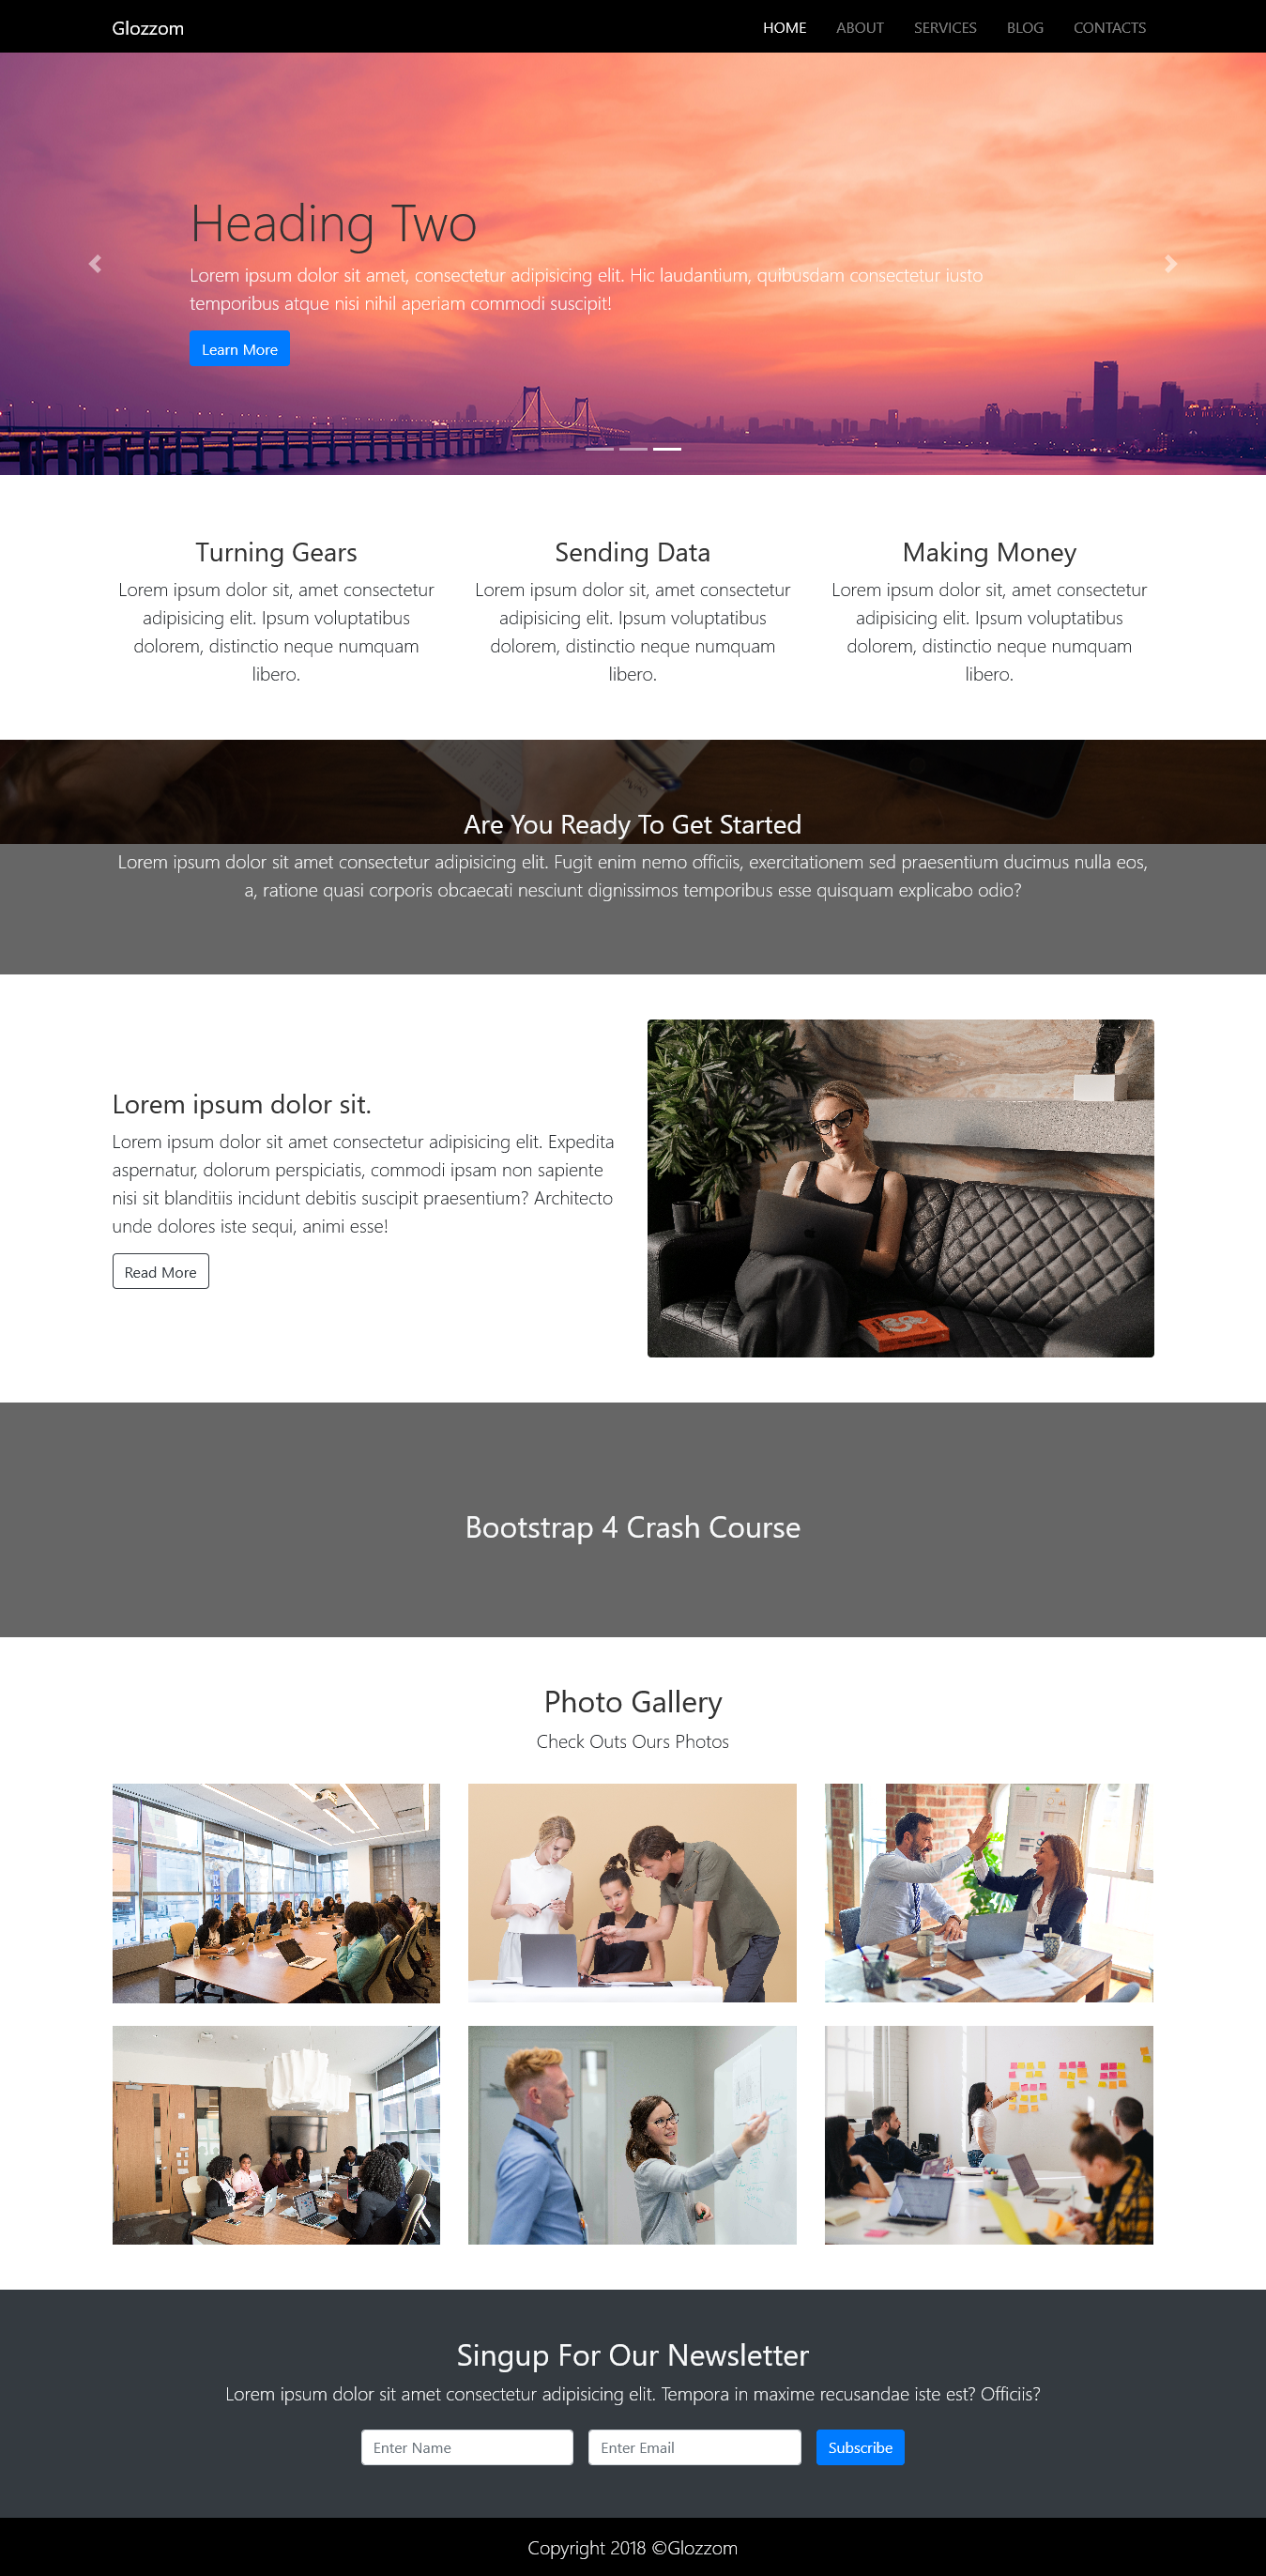 Glozzom
HOME ABOUT SERVICES BLOG CONTACTS
Heading Two
Lorem ipsum dolor sit amet, consectetur adipisicing elit. Hic laudantium, quibusdam consectetur iusto
temporibus atque nisi nihil aperiam commodi suscipit!
Learn More
Turning Gears
Lorem ipsum dolor sit, amet consectetur
adipisicing elit. Ipsum voluptatibus
dolorem, distinctio neque numquam
libero.
Sending Data
Lorem ipsum dolor sit, amet consectetur
adipisicing elit. Ipsum voluptatibus
dolorem, distinctio neque numquam
libero.
Making Money
Lorem ipsum dolor sit, amet consectetur
adipisicing elit. Ipsum voluptatibus
dolorem, distinctio neque numquam
libero.
Are You Ready To Get Started
Lorem ipsum dolor sit amet consectetur adipisicing elit. Fugit enim nemo officiis, exercitationem sed praesentium ducimus nulla eos,
a, ratione quasi corporis obcaecati nesciunt dignissimos temporibus esse quisquam explicabo odio?
Lorem ipsum dolor sit.
Lorem ipsum dolor sit amet consectetur adipisicing elit. Expedita
aspernatur, dolorum perspiciatis, commodi ipsam non sapiente
nisi sit blanditiis incidunt debitis suscipit praesentium? Architecto
unde dolores iste sequi, animi esse!
Read More
Bootstrap 4 Crash Course
Photo Gallery
Check Outs Ours Photos
Singup For Our Newsletter
Lorem ipsum dolor sit amet consectetur adipisicing elit. Tempora in maxime recusandae iste est? Officiis?
Enter Name
Enter Email
Subscribe
Copyright 2018 ©Glozzom